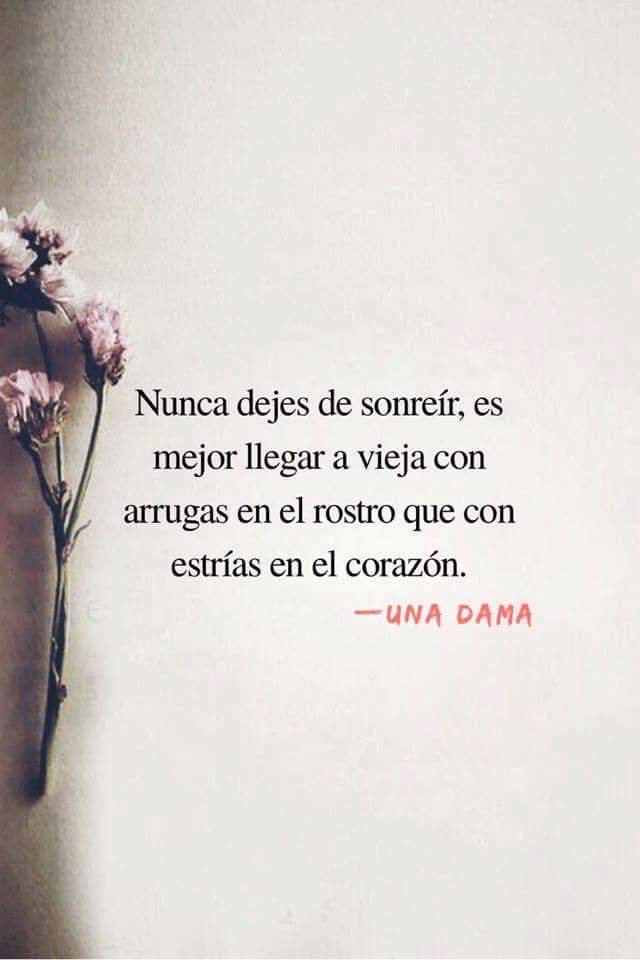 Nunca dejes de sonreír, es
mejor llegar a vieja con
arrugas en el rostro que con
estrías en el corazón.
—UNA DAMA